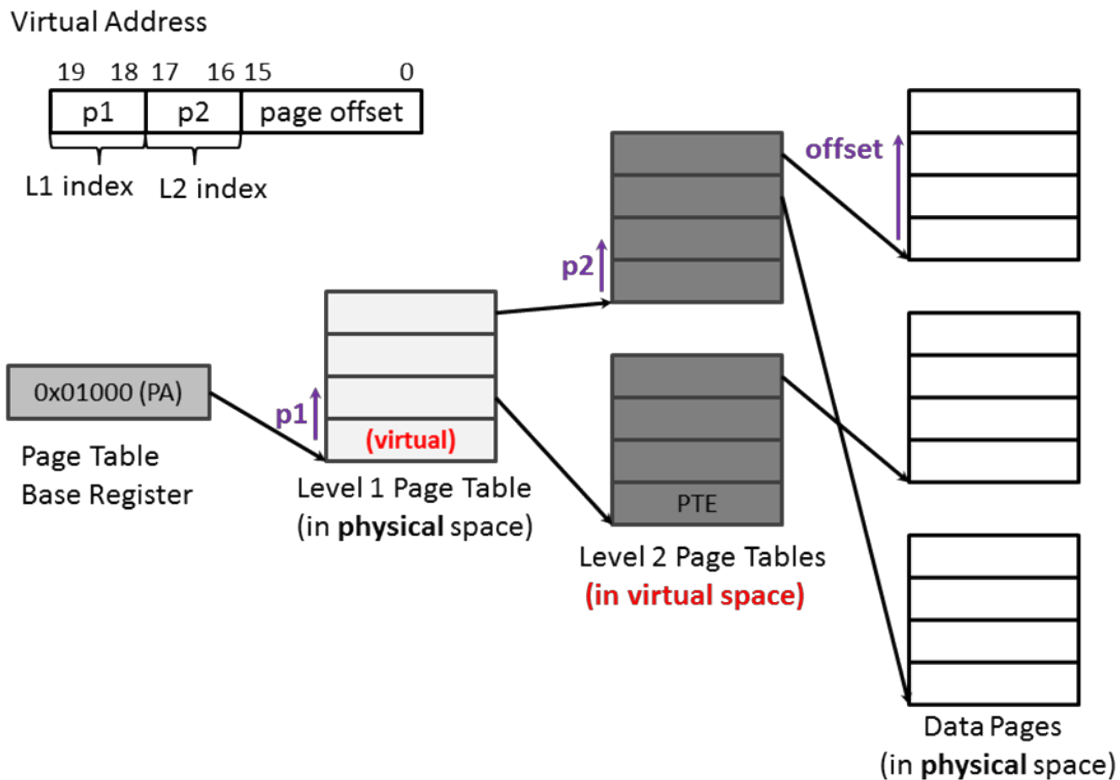 Virtual Address
19 18 17 16 15 0
p1 p2 page offset
L1 index L2 index
offset
p2
0x01000 (PA)
p1
(virtual)
Page Table
Base Register
Level 1 Page Table
(in physical space)
PTE
Level 2 Page Tables
(in virtual space)
Data Pages
(in physical space)